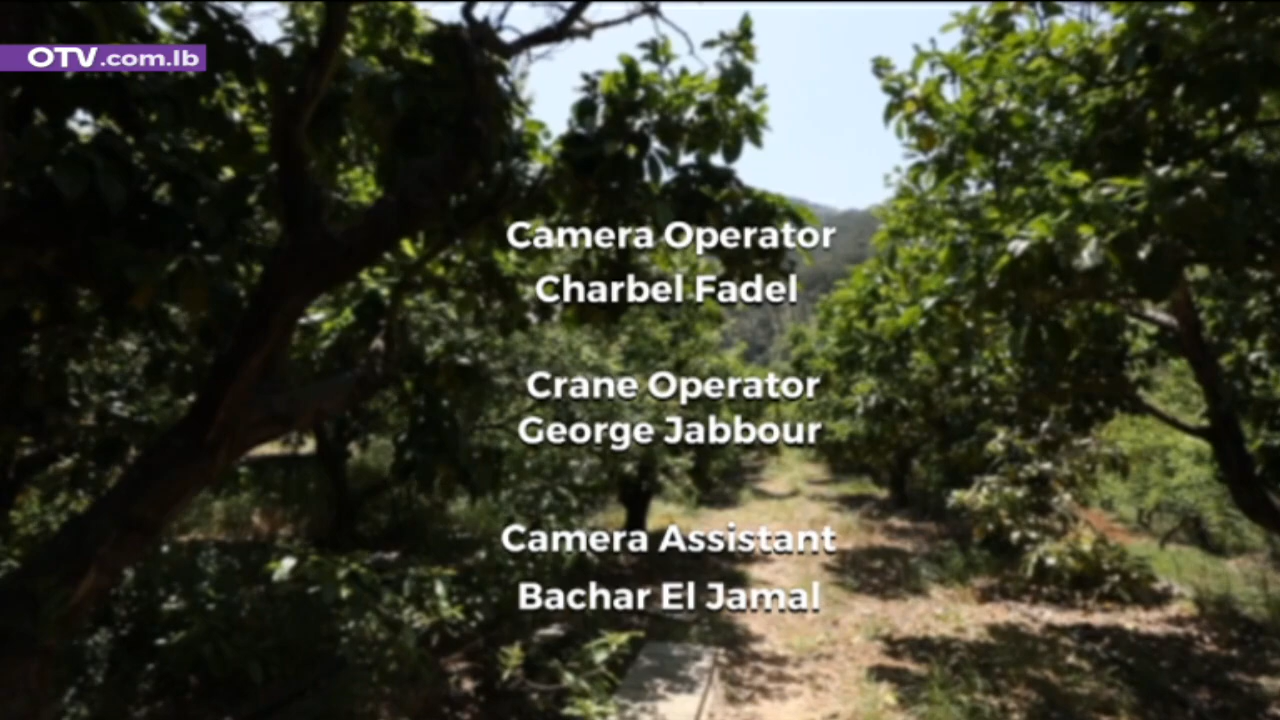 OTV.com.lb
Camera Operator
Charbel Fadel
Crane Operator
George Jabbour
Camera Assistant
Bachar El Jamal